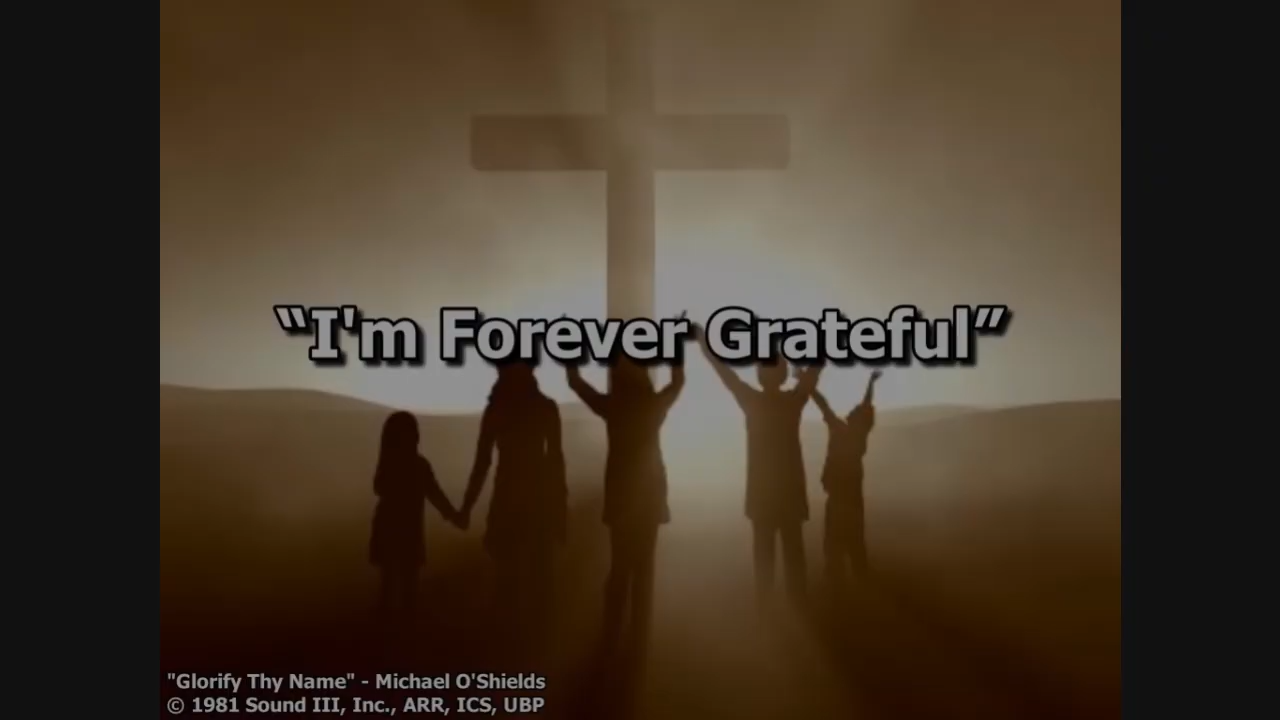 “I'm Forever Grateful”
"Glorify Thy Name" - Michael O'Shields
© 1981 Sound III, Inc., ARR, ICS, UBP